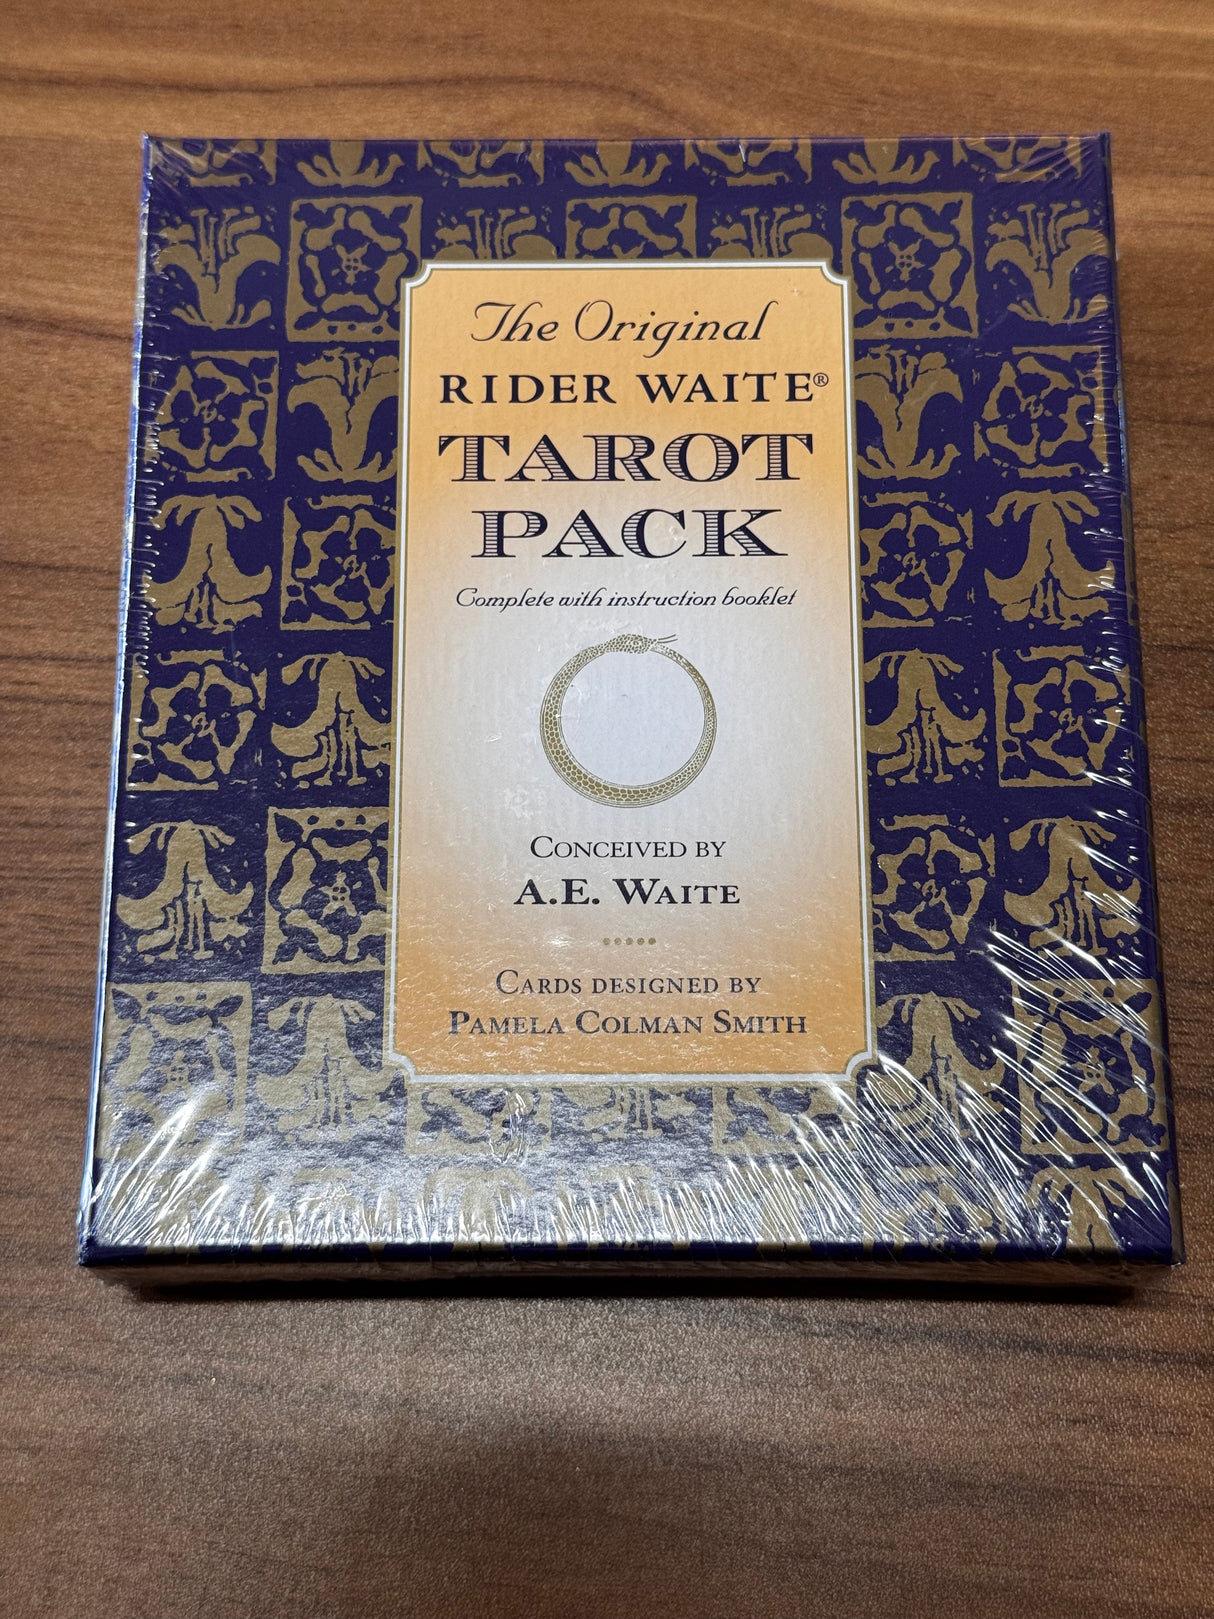 The Original
RIDER WAITE®
TAROT
PACK
Complete with instruction booklet
CONCEIVED BY
A.E. WAITE
CARDS DESIGNED BY
PAMELA COLMAN SMITH